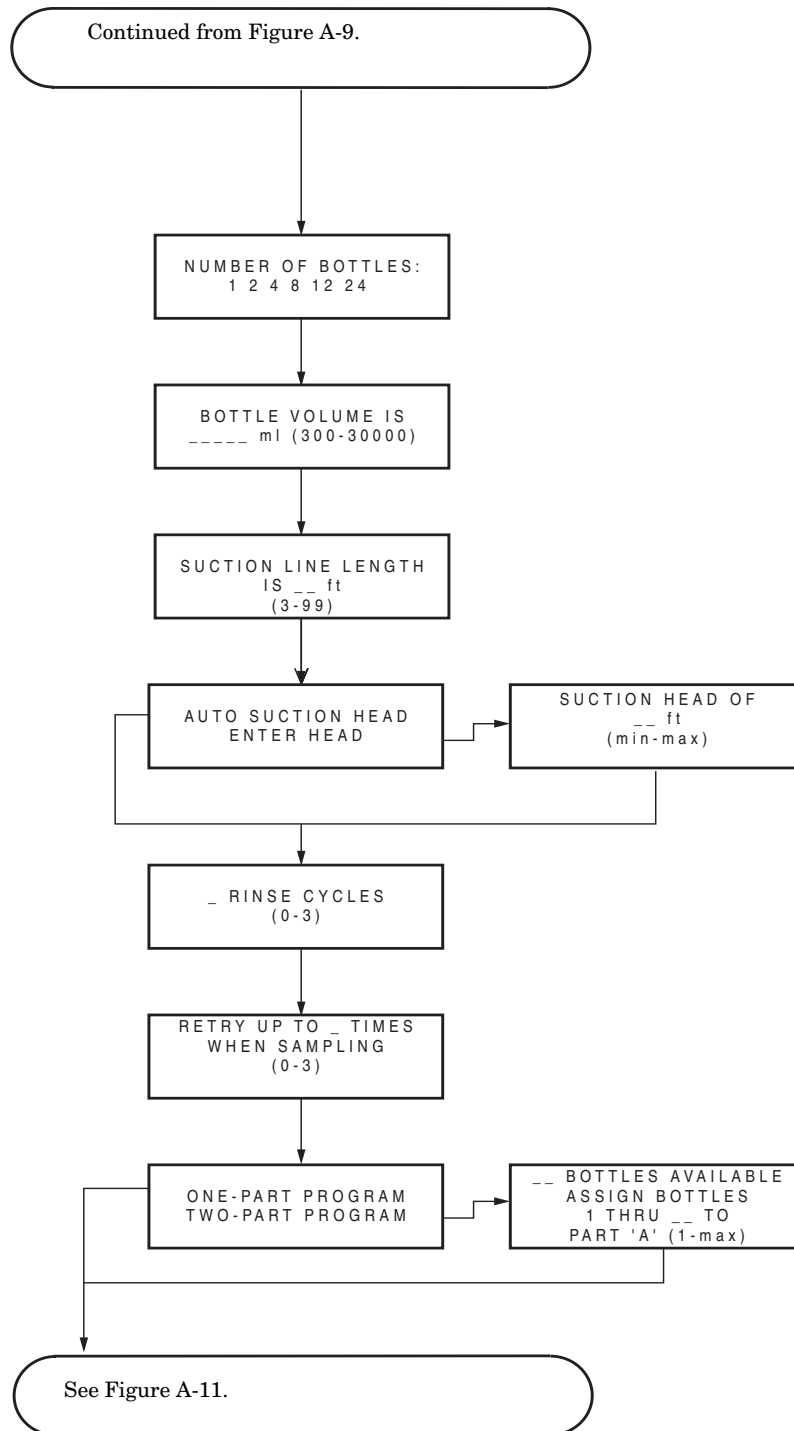 Continued from Figure A-9.
NUMBER OF BOTTLES:
1 2 4 8 12 24
BOTTLE VOLUME IS
_____ ml (300-30000)
SUCTION LINE LENGTH
IS __ ft
(3-99)
AUTO SUCTION HEAD
ENTER HEAD
SUCTION HEAD OF
__ ft
(min-max)
_ RINSE CYCLES
(0-3)
RETRY UP TO _ TIMES
WHEN SAMPLING
(0-3)
ONE-PART PROGRAM
TWO-PART PROGRAM
__ BOTTLES AVAILABLE
ASSIGN BOTTLES
1 THRU __ TO
PART 'A' (1-max)
See Figure A-11.